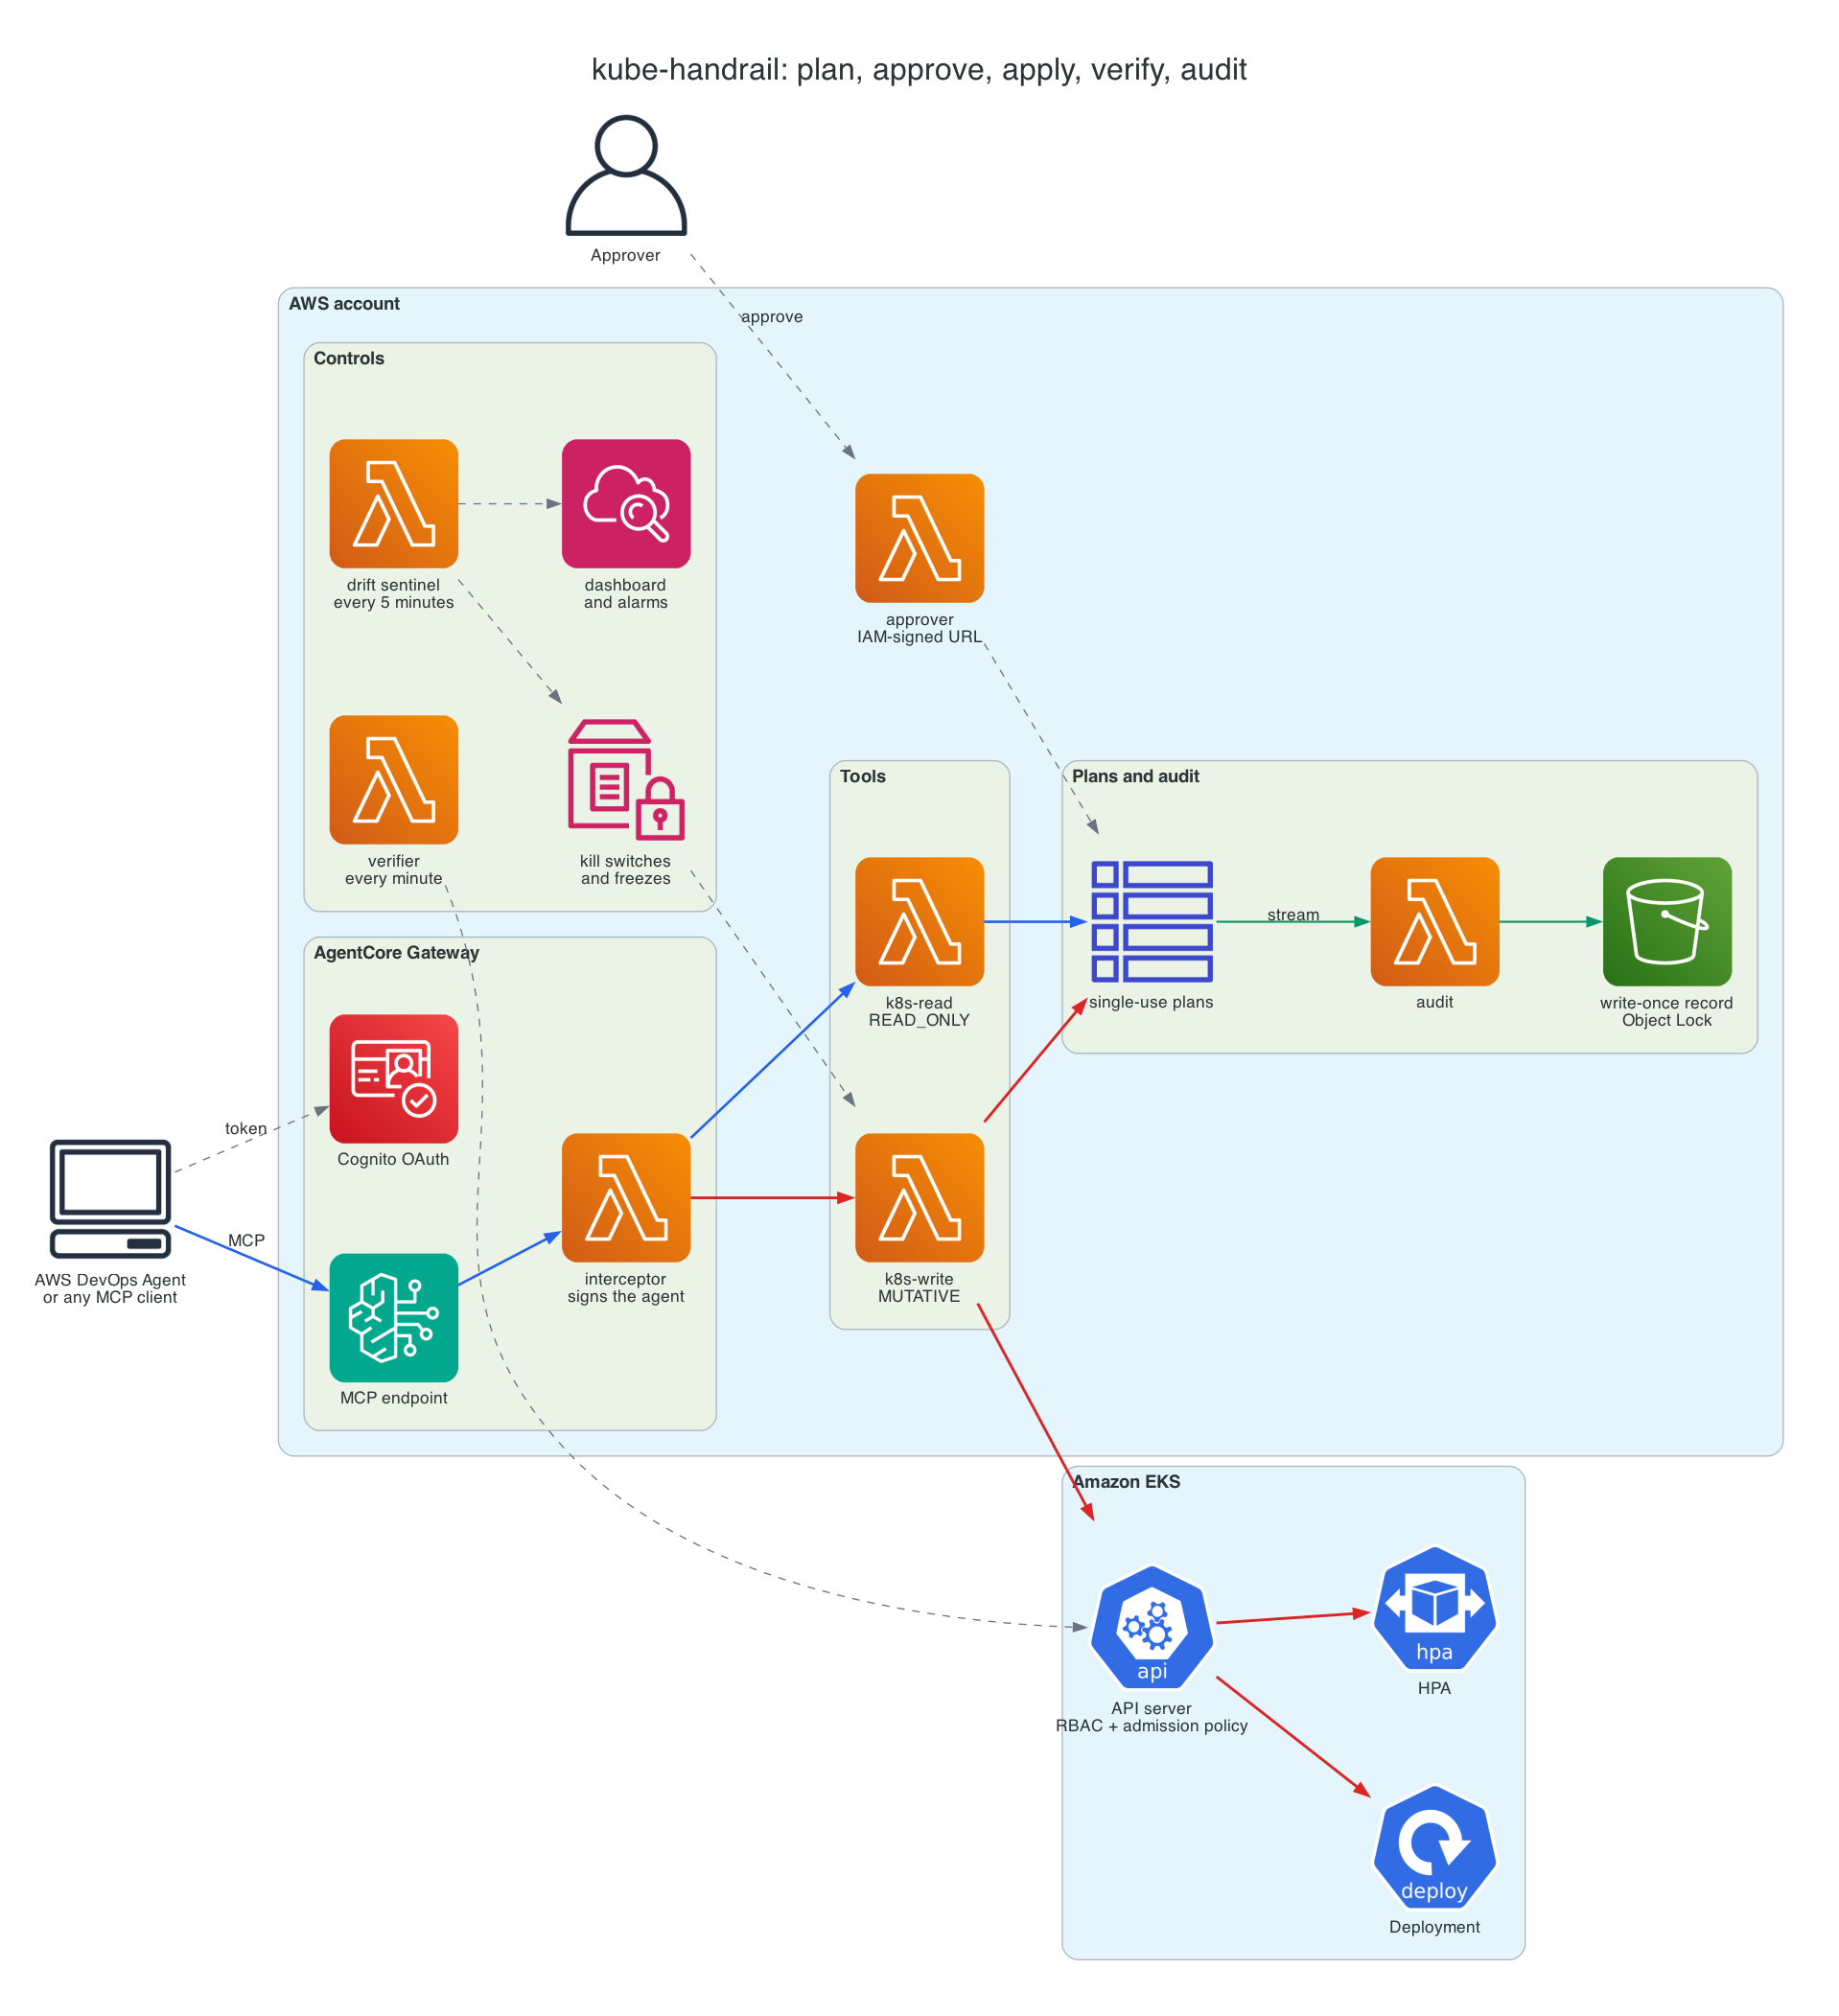 kube-handrail: plan, approve, apply, verify, audit
Approver
AWS account
approve
Controls
drift sentinel
every 5 minutes
dashboard
and alarms
approver
IAM-signed URL
verifier
every minute
kill switches
and freezes
Tools
k8s-read
READ_ONLY
k8s-write
MUTATIVE
Plans and audit
single-use plans
stream
audit
write-once record
Object Lock
AgentCore Gateway
Cognito OAuth
token
MCP
AWS DevOps Agent
or any MCP client
MCP endpoint
interceptor
signs the agent
Amazon EKS
api
API server
RBAC + admission policy
hpa
HPA
deploy
Deployment